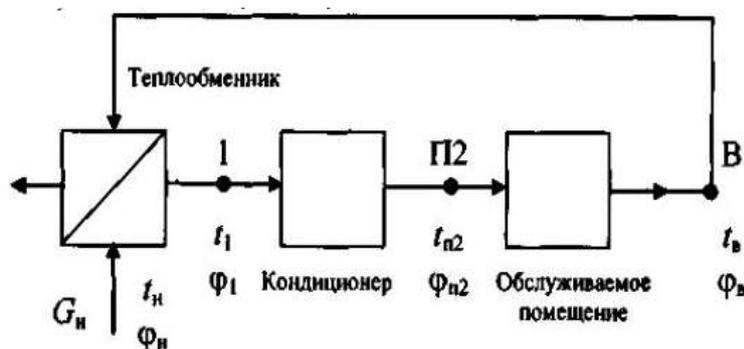 Теплообменник
1
П2
В
t₁
tп2
tв
φ₁
Кондиционер
φп2
Обслуживаемое
помещение
φв
Gн
tн
φн